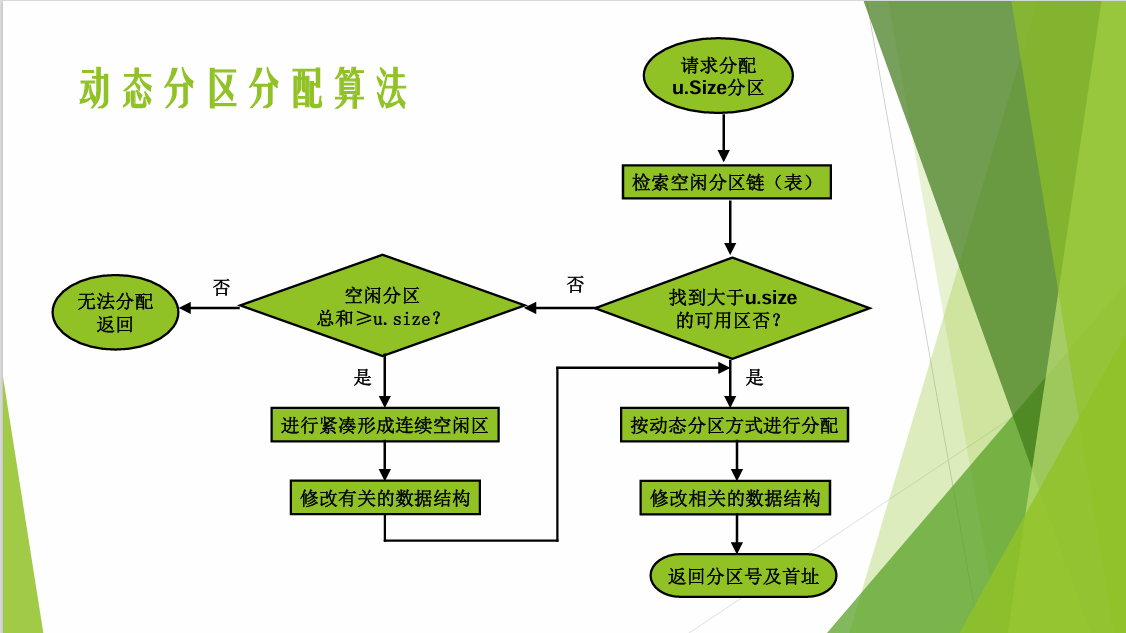 动态分区分配算法
请求分配
u.Size分区
检索空闲分区链（表）
找到大于u.size
的可用区否？
否
空闲分区
总和≥u.size？
否
无法分配
返回
是
进行紧凑形成连续空闲区
修改有关的数据结构
是
按动态分区方式进行分配
修改相关的数据结构
返回分区号及首址